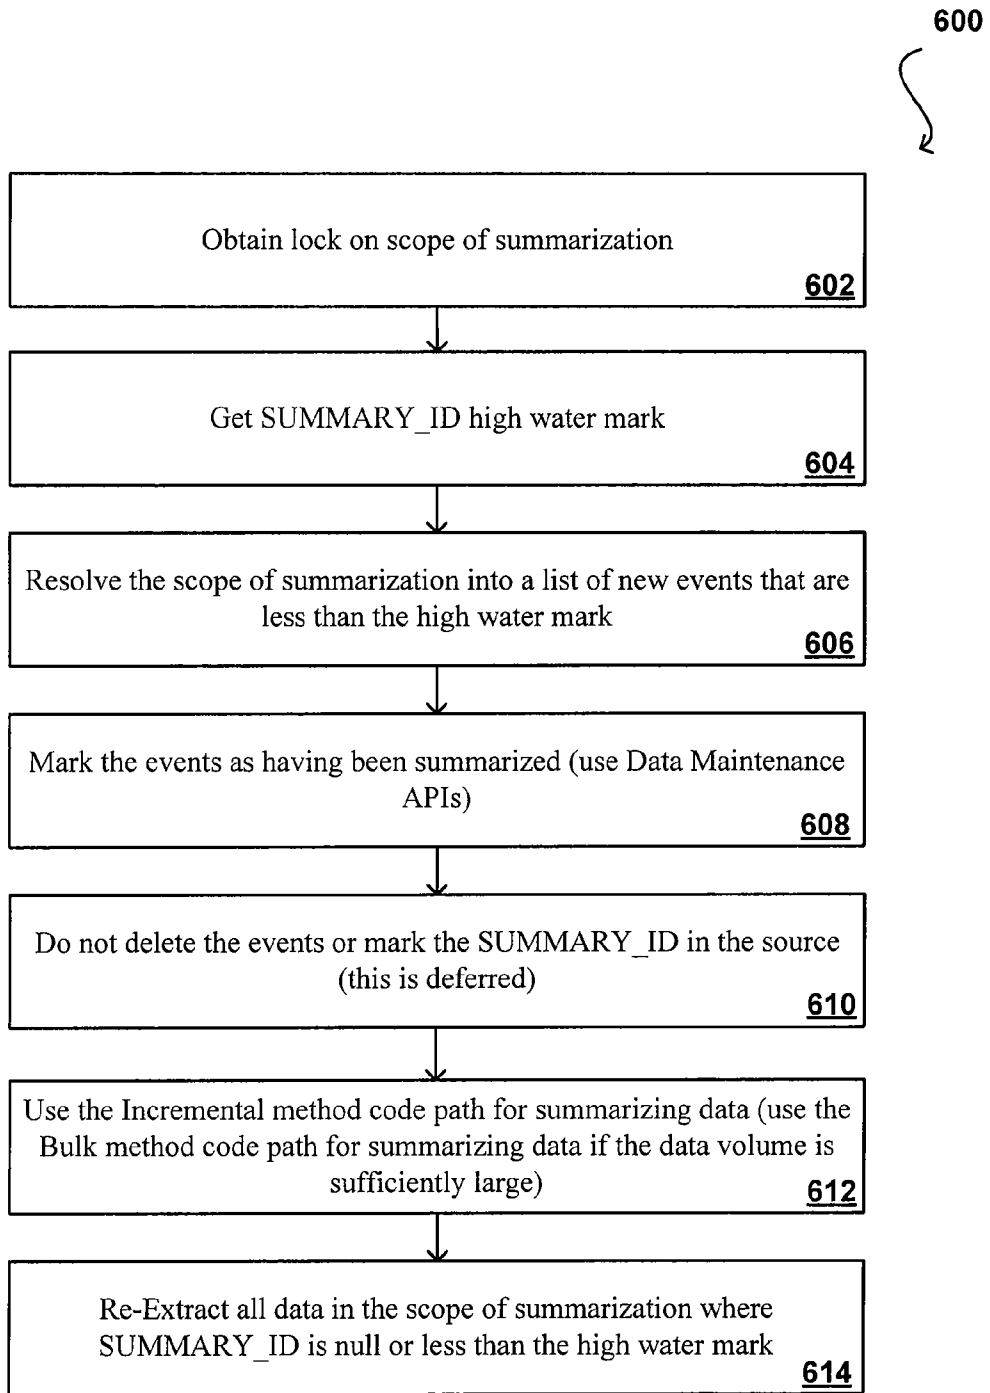 600
Obtain lock on scope of summarization
602
Get SUMMARY_ID high water mark
604
Resolve the scope of summarization into a list of new events that are
less than the high water mark
606
Mark the events as having been summarized (use Data Maintenance
APIs)
608
Do not delete the events or mark the SUMMARY_ID in the source
(this is deferred)
610
Use the Incremental method code path for summarizing data (use the
Bulk method code path for summarizing data if the data volume is
sufficiently large)
612
Re-Extract all data in the scope of summarization where
SUMMARY_ID is null or less than the high water mark
614